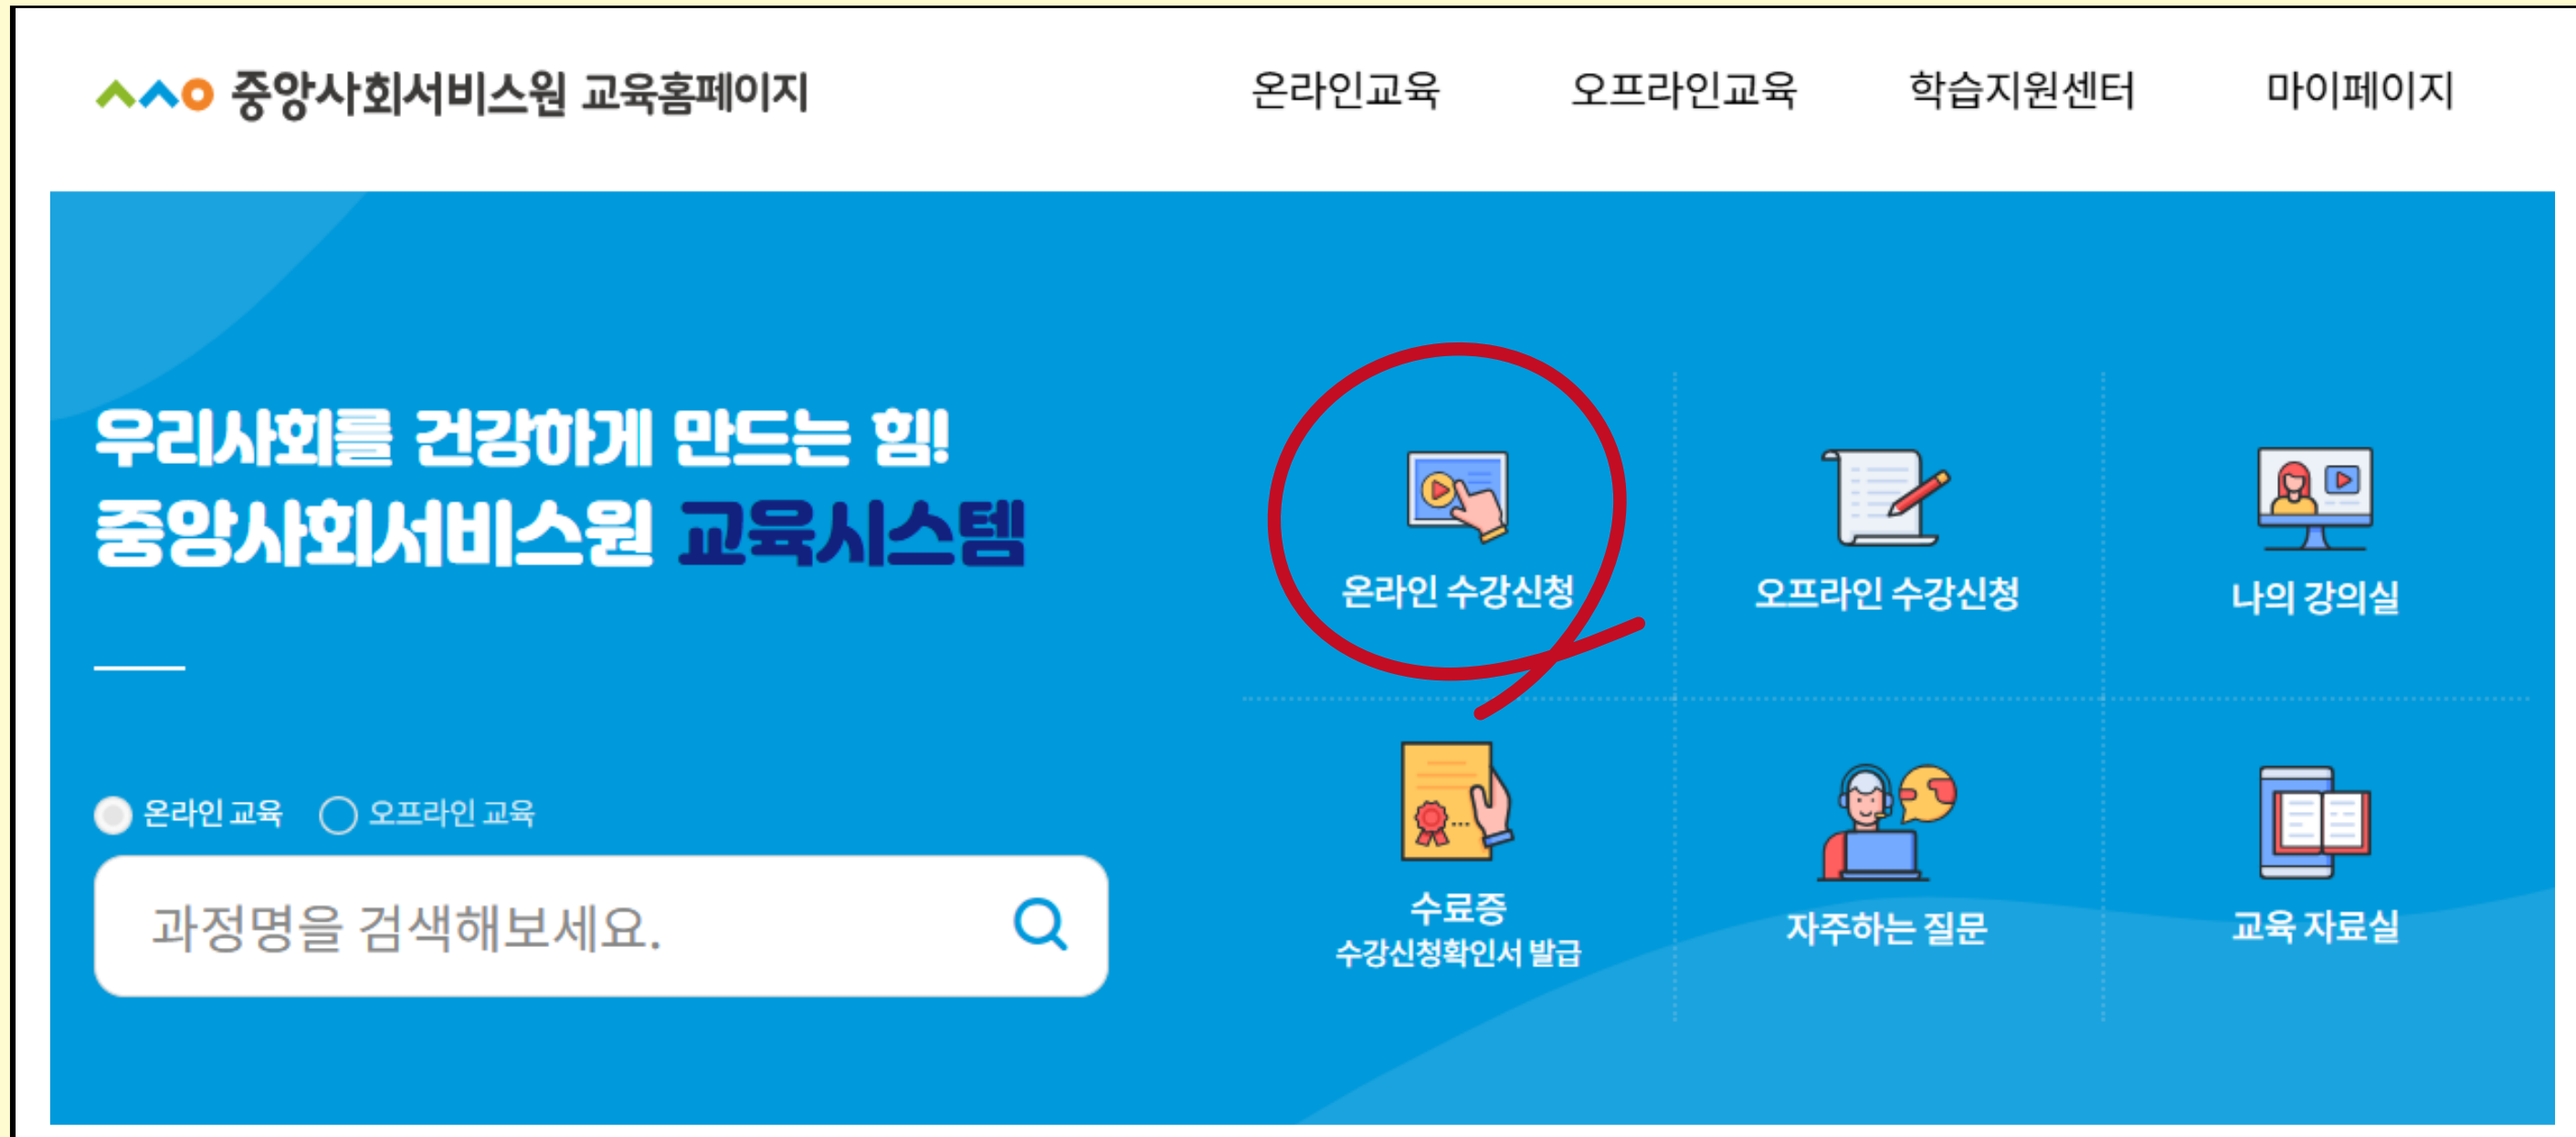 중앙사회서비스원 교육홈페이지
온라인교육 오프라인교육 학습지원센터 마이페이지
우리사회를 건강하게 만드는 힘!
중앙사회서비스원 교육시스템
온라인 교육 오프라인 교육
과정명을 검색해보세요.
온라인 수강신청
오프라인 수강신청
나의 강의실
수료증
수강신청확인서 발급
자주하는 질문
교육 자료실